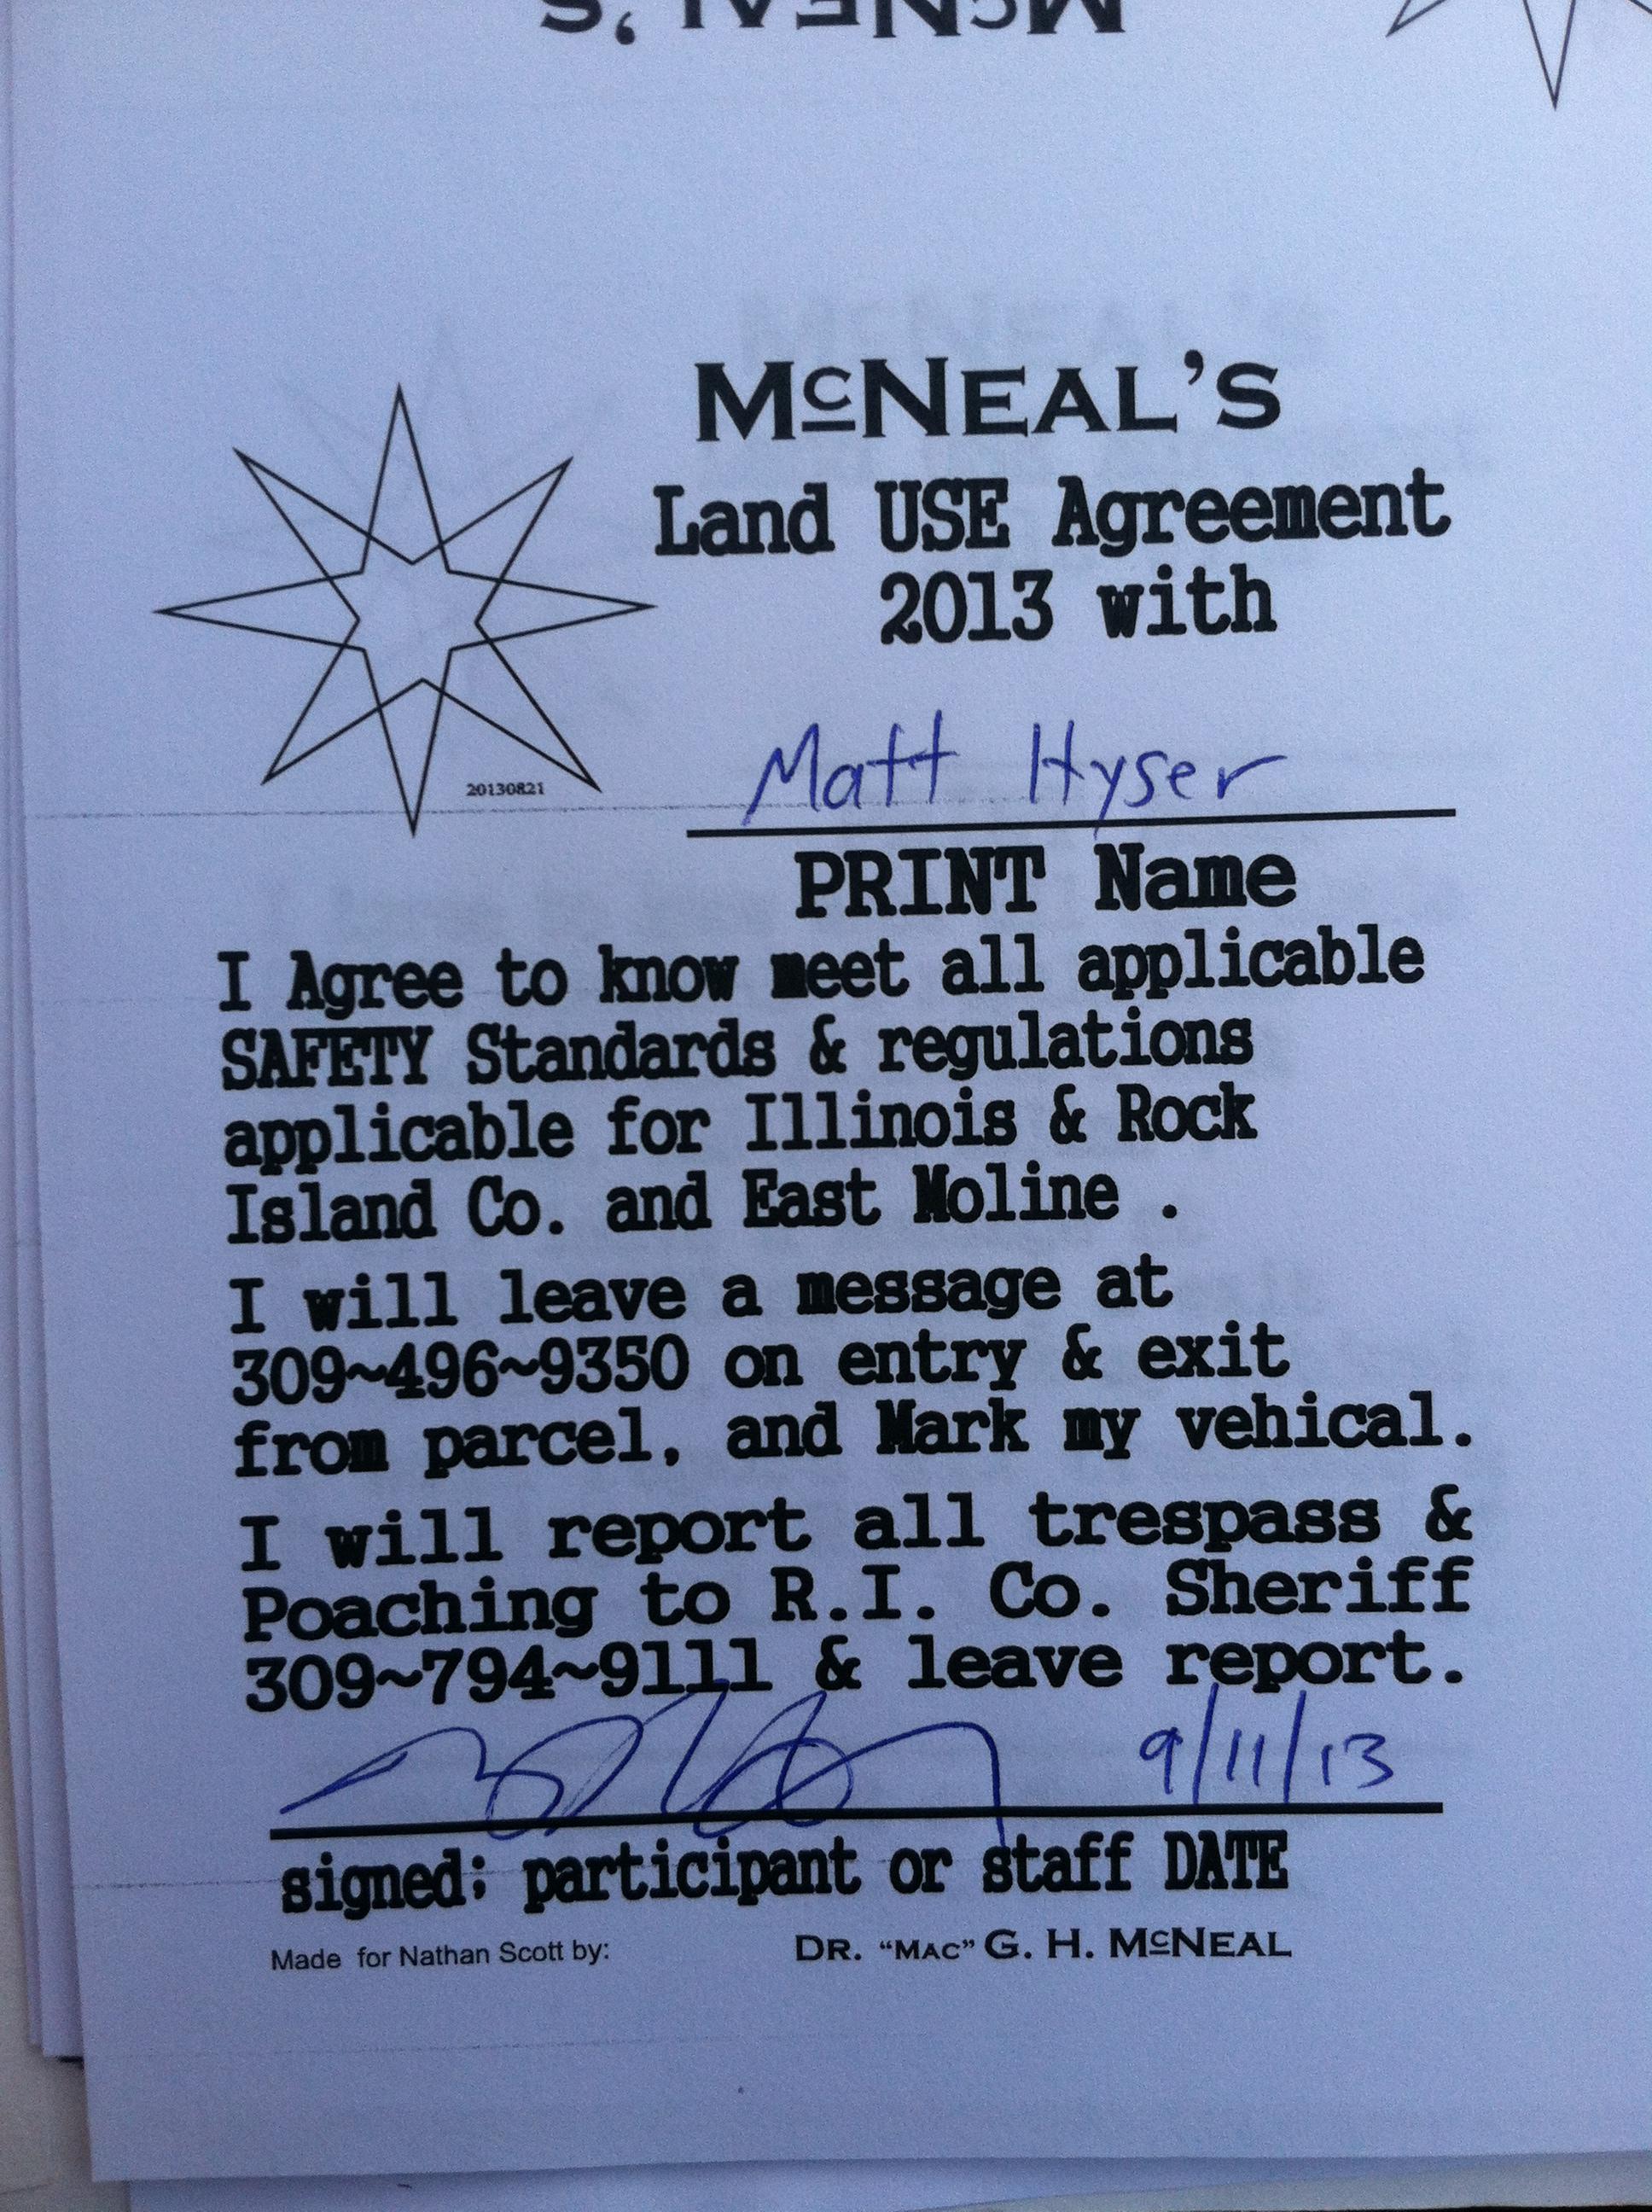 McNEAL'S
McNEAL'S
Land USE Agreement
2013 with
Matt Hyser
20130821
PRINT Name
I Agree to know meet all applicable
SAFETY Standards & regulations
applicable for Illinois & Rock
Island Co. and East Moline .
I will leave a message at
309~496~9350 on entry & exit
from parcel, and Mark my vehical.
I will report all trespass &
Poaching to R.I. Co. Sheriff
309~794~9111 & leave report.
9/11/13
signed; participant or staff DATE
Made for Nathan Scott by: DR. “MAC” G. H. McNEAL